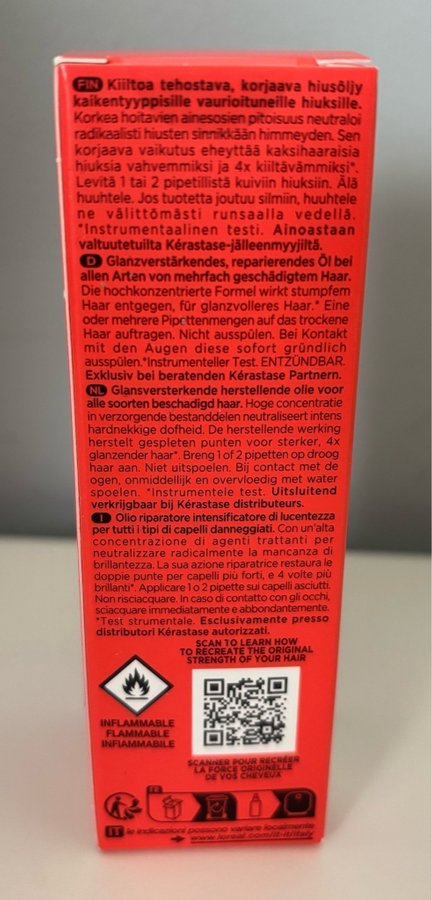 FIN Kiiltoa tehostava, korjaava hiusöljy
kaikentyyppisille vaurioituneille hiuksille.
Korkea hoitavien ainesosien pitoisuus neutraloi
radikaalisti hiusten sinnikkään himmeyden. Sen
korjaava vaikutus eheyttää kaksihaaraisia
hiuksia vahvemmiksi ja 4x kiiltävämmiksi*.
Levitä 1 tai 2 pipetillistä kuiviin hiuksiin. Älä
huuhtele. Jos tuotetta joutuu silmiin, huuhtele
ne välittömästi runsaalla vedellä.
*Instrumentaalinen testi. Ainoastaan
valtuutetuilta Kérastase-jälleenmyyjiltä.
D Glanzverstärkendes, reparierendes Öl bei
allen Arten von mehrfach geschädigtem Haar.
Die hochkonzentrierte Formel wirkt stumpfem
Haar entgegen, für glanzvolleres Haar.* Eine
oder mehrere Pipettenmengen auf das trockene
Haar auftragen. Nicht ausspülen. Bei Kontakt
mit den Augen diese sofort gründlich
ausspülen.*Instrumenteller Test. ENTZÜNDBAR.
Exklusiv bei beratenden Kérastase Partnern.
NL Glansversterkende herstellende olie voor
alle soorten beschadigd haar. Hoge concentratie
in verzorgende bestanddelen neutraliseert intens
hardnekkige dofheid. De herstellende werking
herstelt gespleten punten voor sterker, 4x
glanzender haar*. Breng 1 of 2 pipetten op droog
haar aan. Niet uitspoelen. Bij contact met de
ogen, onmiddellijk en overvloedig met water
spoelen. *Instrumentele test. Uitsluitend
verkrijgbaar bij Kérastase distributeurs.
I Olio riparatore intensificatore di lucentezza
per tutti i tipi di capelli danneggiati. Con un'alta
concentrazione di agenti trattanti per
neutralizzare radicalmente la mancanza di
brillantezza. La sua azione riparatrice restaura le
doppie punte per capelli più forti, e 4 volte più
brillanti*. Applicare 1 o 2 pipette sui capelli asciutti.
Non risciacquare. In caso di contatto con gli occhi,
sciacquare immediatamente e abbondantemente.
*Test strumentale. Esclusivamente presso
distributori Kérastase autorizzati.
SCAN TO LEARN HOW
TO RECREATE THE ORIGINAL
STRENGTH OF YOUR HAIR
INFLAMMABLE
FLAMMABLE
INFIAMMABILE
SCANNER POUR RECRÉER
LA FORCE ORIGINELLE
DE VOS CHEVEUX
FR
IT le indicazioni possono variare localmente
www.loreal.com/it-it/italy